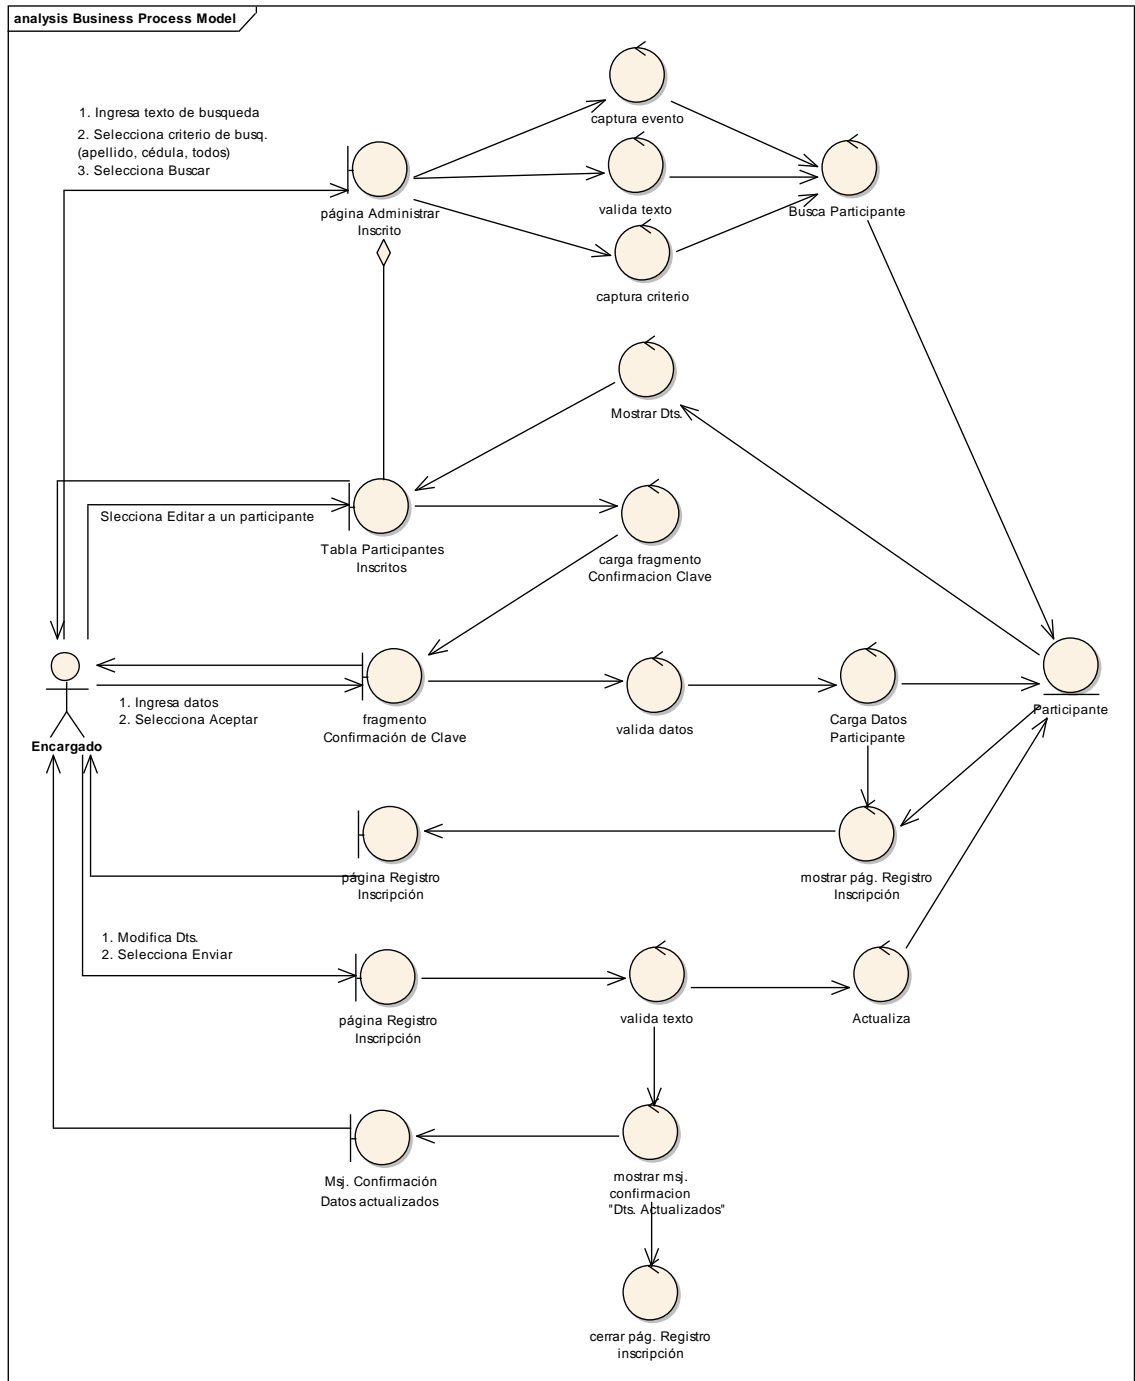 analysis Business Process Model
1. Ingresa texto de busqueda
2. Selecciona criterio de busq.
(apellido, cédula, todos)
3. Selecciona Buscar
captura evento
página Administrar
Inscrito
valida texto
Busca Participante
captura criterio
Mostrar Dts.
Slecciona Editar a un participante
Tabla Participantes
Inscritos
carga fragmento
Confirmacion Clave
Encargado
1. Ingresa datos
2. Selecciona Aceptar
fragmento
Confirmación de Clave
valida datos
Carga Datos
Participante
Participante
página Registro
Inscripción
mostrar pág. Registro
Inscripción
1. Modifica Dts.
2. Selecciona Enviar
página Registro
Inscripción
valida texto
Actualiza
Msj. Confirmación
Datos actualizados
mostrar msj.
confirmacion
"Dts. Actualizados"
cerrar pág. Registro
inscripción